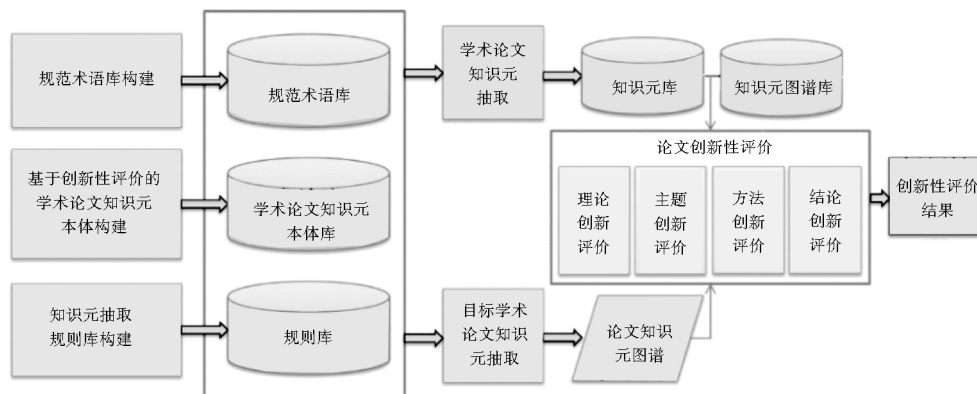 规范术语库构建
规范术语库
学术论文
知识元
抽取
知识元库
知识元图谱库
基于创新性评价的
学术论文知识元
本体构建
学术论文知识元
本体库
论文创新性评价
理论
创新
评价
主题
创新
评价
方法
创新
评价
结论
创新
评价
创新性评价
结果
知识元抽取
规则库构建
规则库
目标学术
论文知识
元抽取
论文知识
元图谱